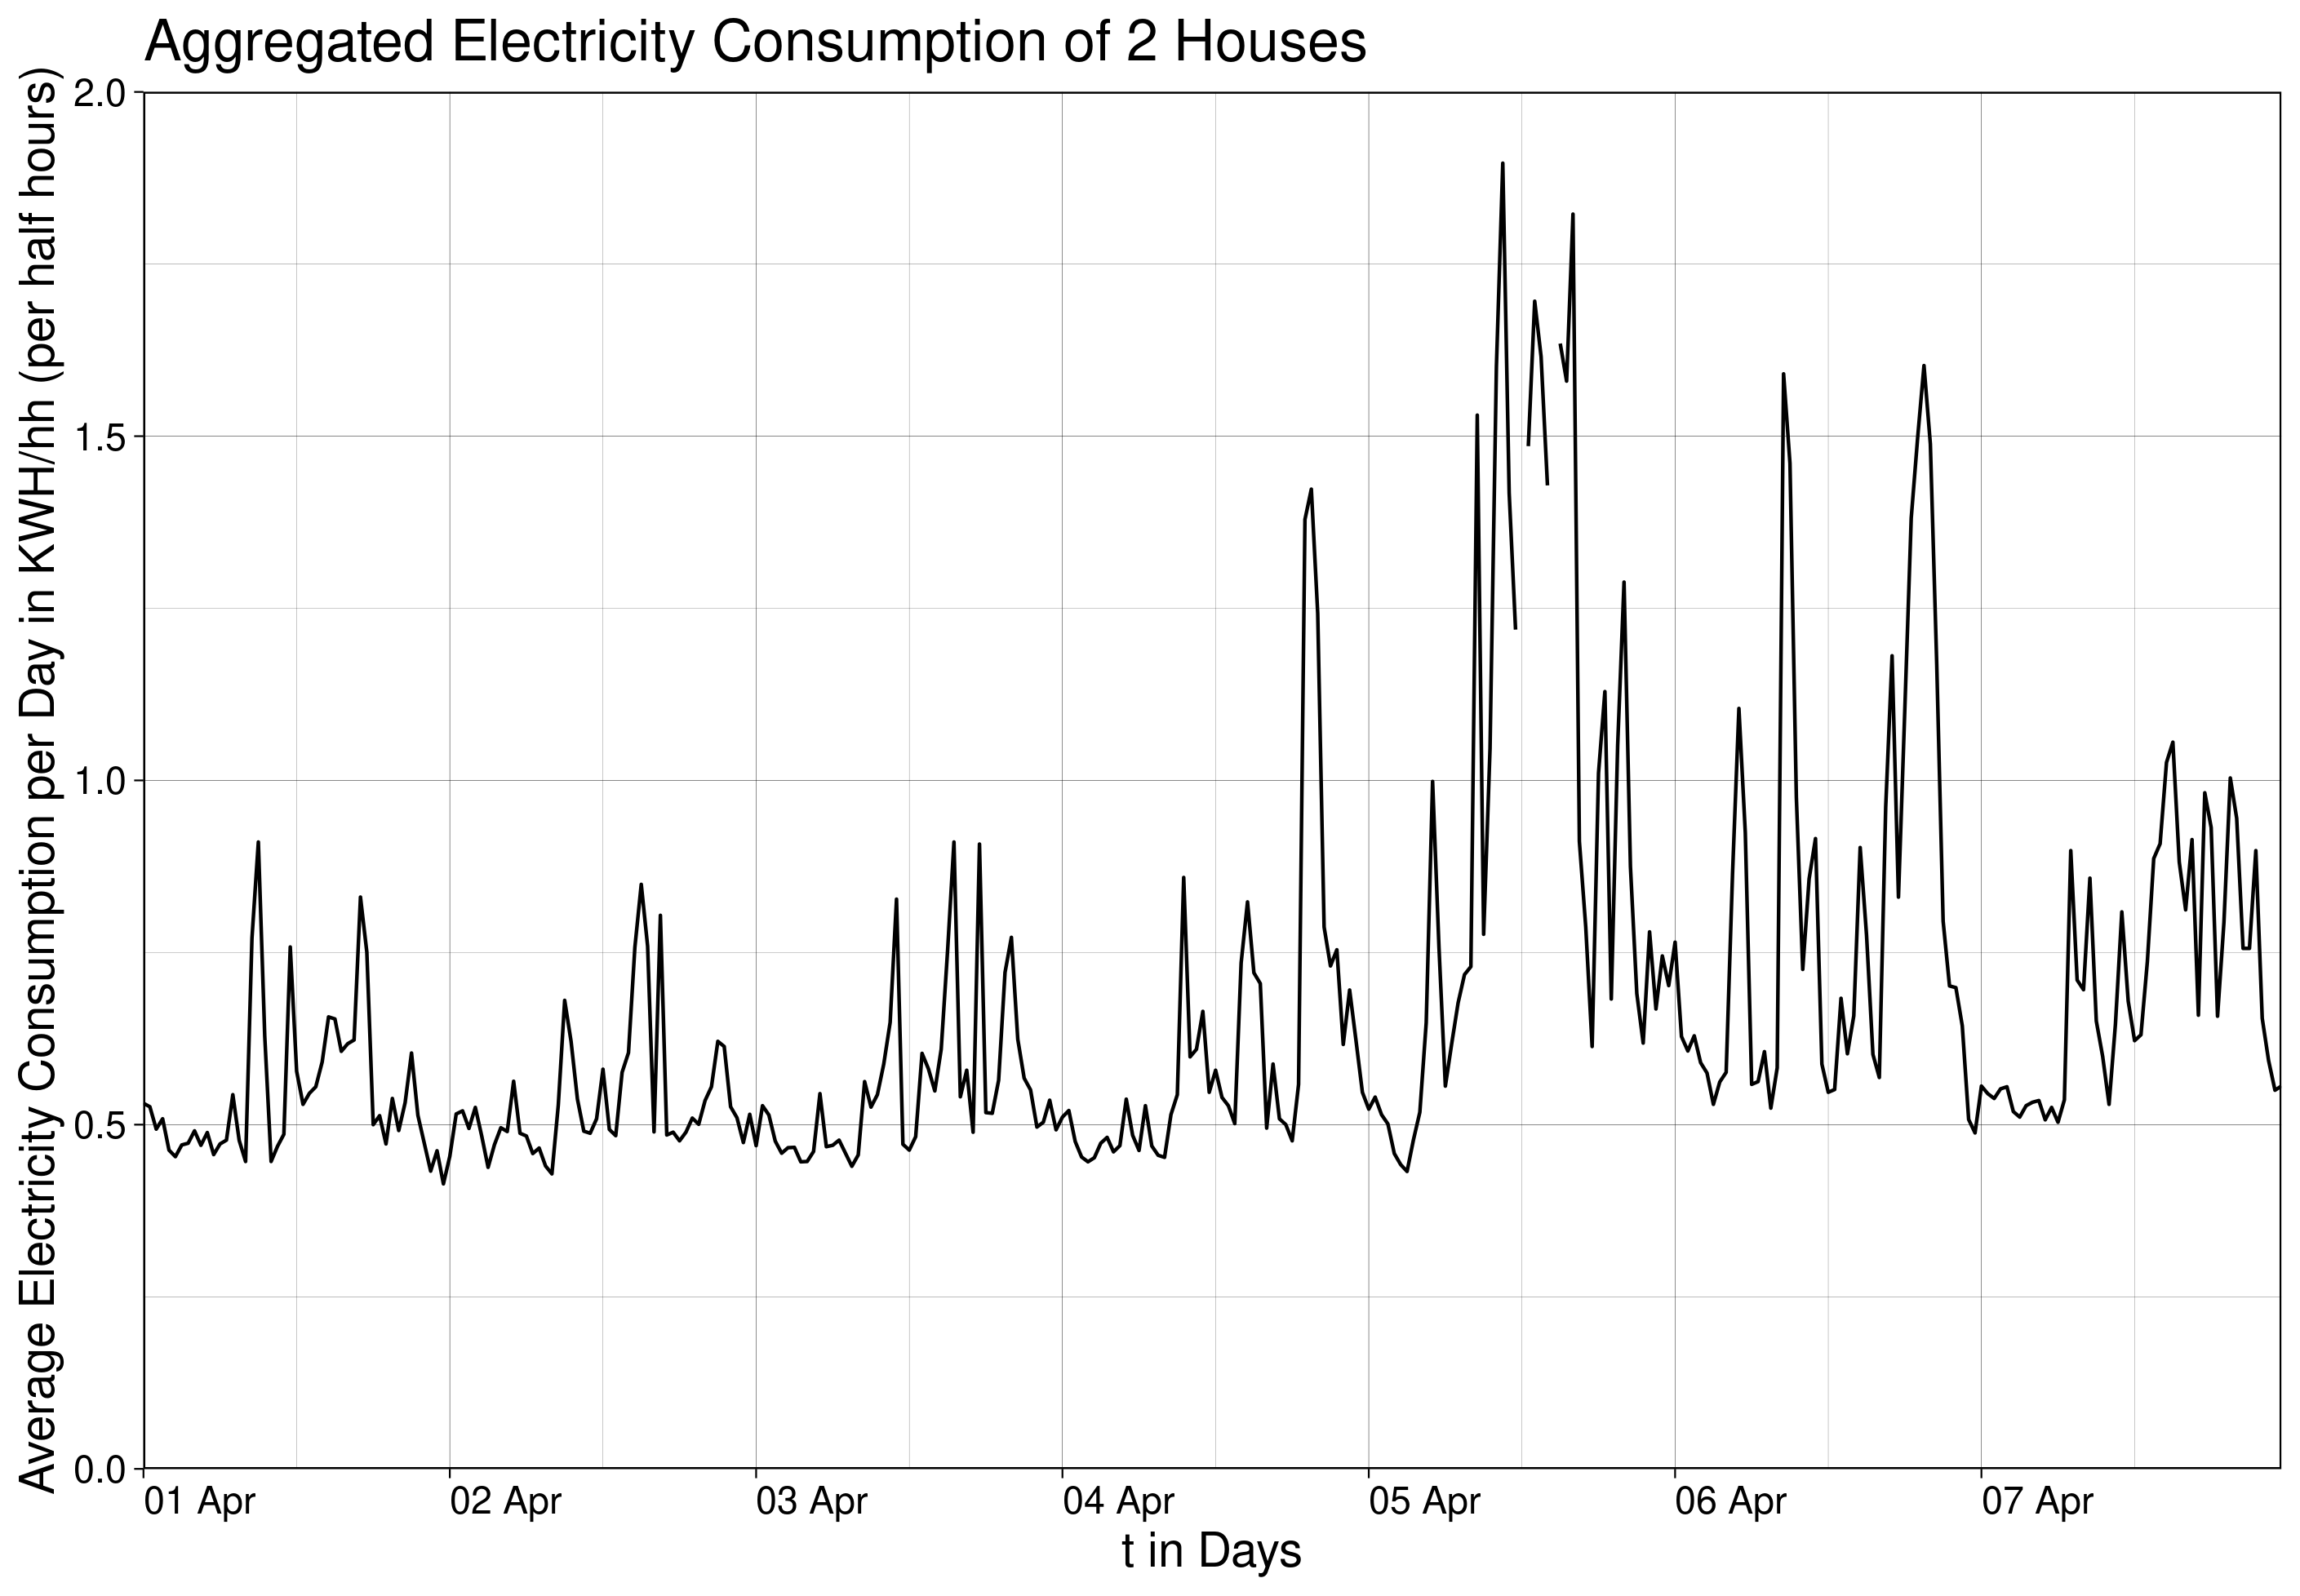 Aggregated Electricity Consumption of 2 Houses
Average Electricity Consumption per Day in KWH/hh (per half hours)
2.0
1.5
1.0
0.5
0.0
01 Apr
02 Apr
03 Apr
04 Apr
05 Apr
06 Apr
07 Apr
t in Days